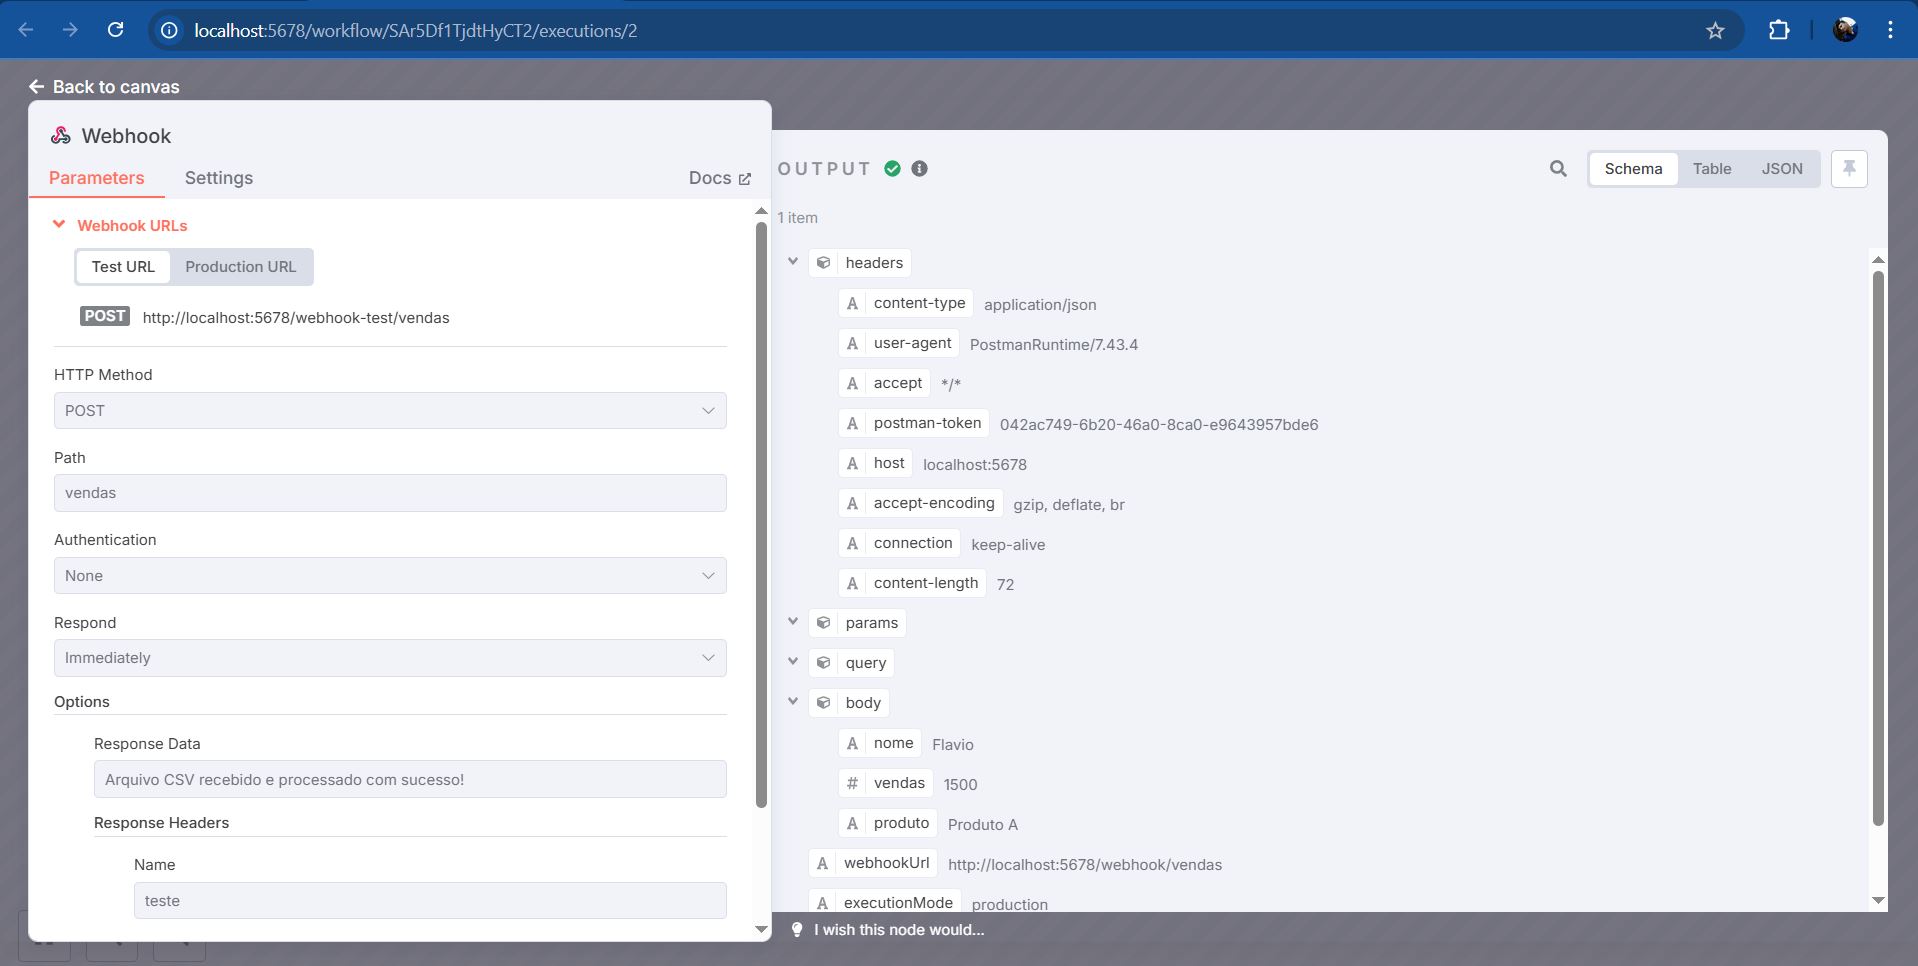 localhost:5678/workflow/SAr5Df1TjdtHyCT2/executions/2
Back to canvas
Webhook
Parameters
Settings
Docs
Webhook URLs
Test URL
Production URL
POST
http://localhost:5678/webhook-test/vendas
HTTP Method
POST
Path
vendas
Authentication
None
Respond
Immediately
Options
Response Data
Arquivo CSV recebido e processado com sucesso!
Response Headers
Name
teste
OUTPUT
Schema
Table
JSON
1 item
headers
A content-type application/json
A user-agent PostmanRuntime/7.43.4
A accept */*
A postman-token 042ac749-6b20-46a0-8ca0-e9643957bde6
A host localhost:5678
A accept-encoding gzip, deflate, br
A connection keep-alive
A content-length 72
params
query
body
A nome Flavio
# vendas 1500
A produto Produto A
A webhookUrl http://localhost:5678/webhook/vendas
A executionMode production
I wish this node would...